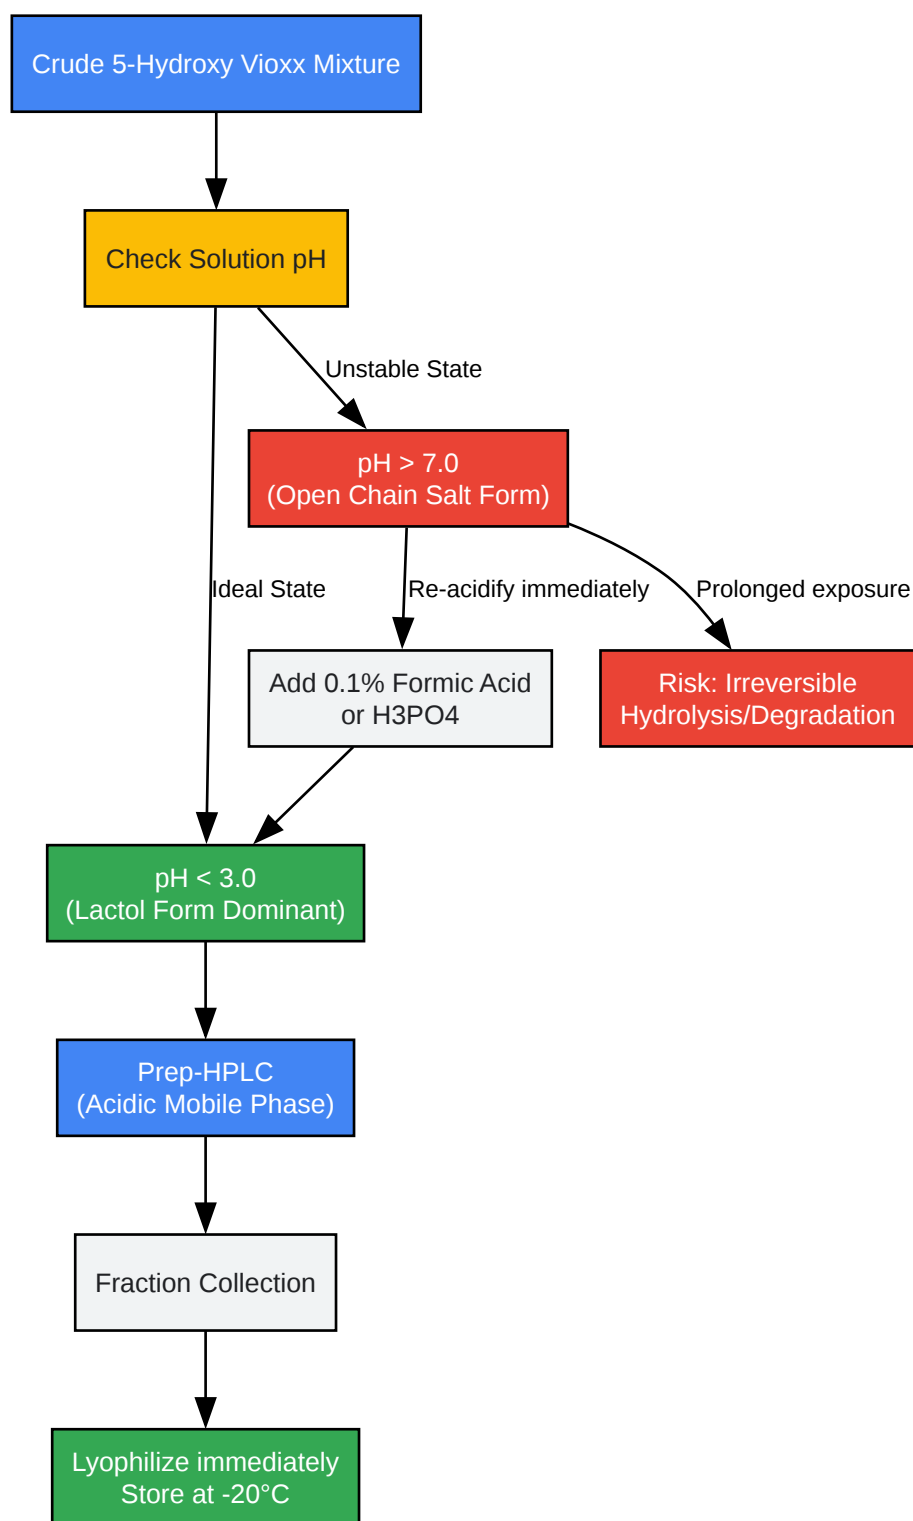 Crude 5-Hydroxy Vioxx Mixture
Check Solution pH
Unstable State
pH > 7.0
(Open Chain Salt Form)
Ideal State
Re-acidify immediately
Prolonged exposure
Add 0.1% Formic Acid
or H3PO4
Risk: Irreversible
Hydrolysis/Degradation
pH < 3.0
(Lactol Form Dominant)
Prep-HPLC
(Acidic Mobile Phase)
Fraction Collection
Lyophilize immediately
Store at -20°C